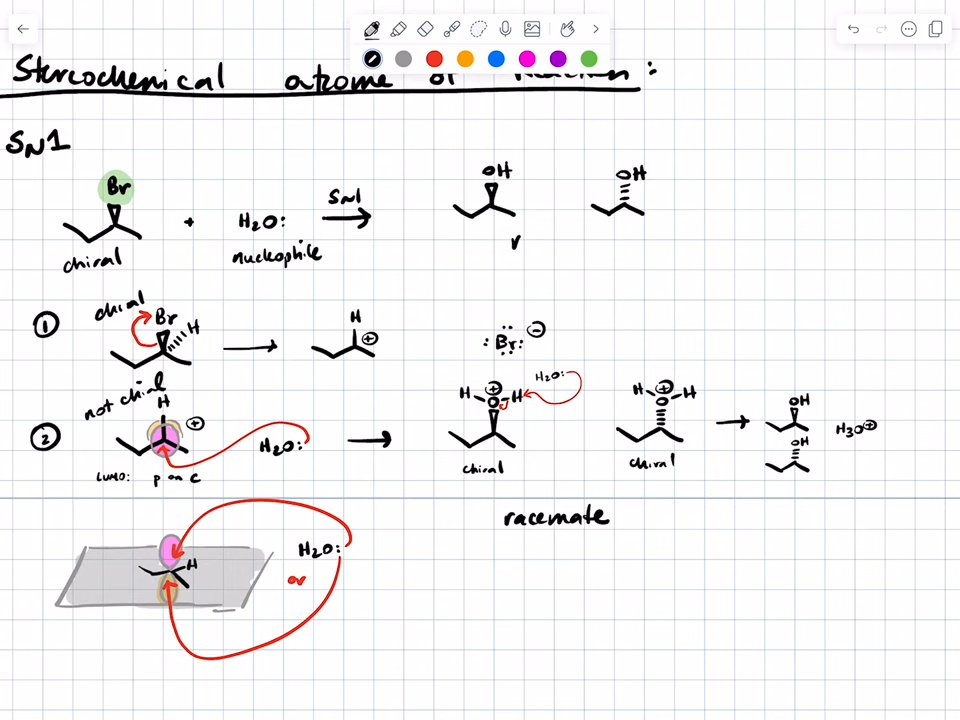 Stereochemical outcome of Reaction:
SN1
Br
chiral
+
H₂O:
nucleophile
SN1
OH
OH
①
chiral
Br
H
H
⊕
:Br: ⊖
②
not chiral
H
⊕
LUMO: p on C
H₂O:
H ⊕ H
O
H₂O:
chiral
H ⊕ H
O
chiral
OH
OH
H3O⊕
racemate
H
H₂O:
or